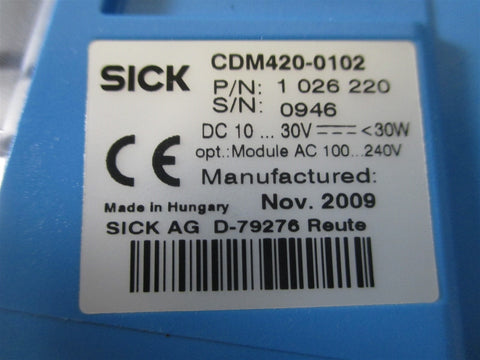 SICK
CDM420-0102
P/N: 1 026 220
S/N: 0946
DC 10 ... 30V ⎓ <30W
opt.: Module AC 100...240V
CE
Manufactured:
Made in Hungary Nov. 2009
SICK AG D-79276 Reute